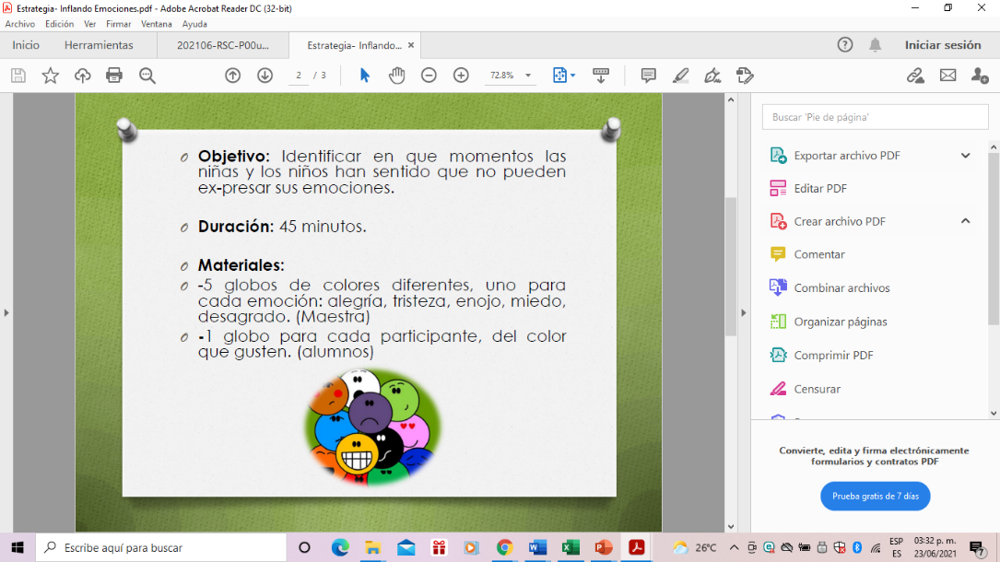 Estrategia- Inflando Emociones.pdf - Adobe Acrobat Reader DC (32-bit)
Archivo Edición Ver Firmar Ventana Ayuda
Inicio Herramientas 202106-RSC-P00u... Estrategia- Inflando... × Iniciar sesión
2 / 3 72.8%
Objetivo: Identificar en que momentos las
niñas y los niños han sentido que no pueden
ex-presar sus emociones.
Duración: 45 minutos.
Materiales:
-5 globos de colores diferentes, uno para
cada emoción: alegría, tristeza, enojo, miedo,
desagrado. (Maestra)
-1 globo para cada participante, del color
que gusten. (alumnos)
Buscar 'Pie de página'
Exportar archivo PDF
Editar PDF
Crear archivo PDF
Comentar
Combinar archivos
Organizar páginas
Comprimir PDF
Censurar
Convierte, edita y firma electrónicamente
formularios y contratos PDF
Prueba gratis de 7 días
Escribe aquí para buscar
26°C
ESP
ES
03:32 p. m.
23/06/2021
7